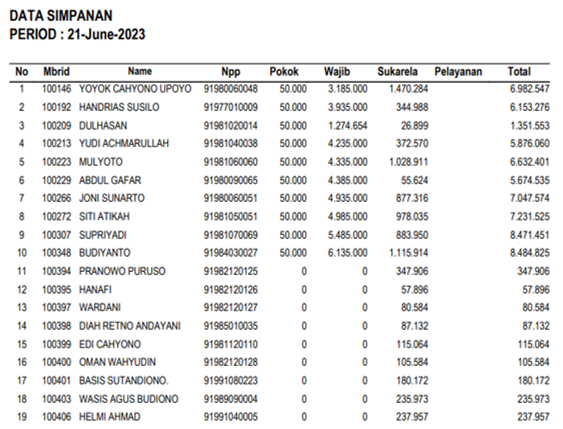 DATA SIMPANAN
PERIOD : 21-June-2023
No Mbrid Name Npp Pokok Wajib Sukarela Pelayanan Total
1 100146 YOYOK CAHYONO UPOYO 91980060048 50.000 3.185.000 1.470.284 6.982.547
2 100192 HANDRIAS SUSILO 91977010009 50.000 3.935.000 344.988 6.153.276
3 100209 DULHASAN 91981020014 50.000 1.274.654 26.899 1.351.553
4 100213 YUDI ACHMARULLAH 91981040038 50.000 4.235.000 372.570 5.876.060
5 100223 MULYOTO 91981060060 50.000 4.335.000 1.028.911 6.632.401
6 100229 ABDUL GAFAR 91980090065 50.000 4.385.000 55.624 5.674.535
7 100266 JONI SUNARTO 91980060051 50.000 4.935.000 877.316 7.047.574
8 100272 SITI ATIKAH 91981050051 50.000 4.985.000 978.035 7.231.525
9 100307 SUPRIYADI 91981070069 50.000 5.485.000 883.950 8.471.451
10 100348 BUDIYANTO 91984030027 50.000 6.135.000 1.115.914 8.484.825
11 100394 PRANOWO PURUSO 91982120125 0 0 347.906 347.906
12 100395 HANAFI 91982120126 0 0 57.896 57.896
13 100397 WARDANI 91982120127 0 0 80.584 80.584
14 100398 DIAH RETNO ANDAYANI 91985010035 0 0 87.132 87.132
15 100399 EDI CAHYONO 91981120110 0 0 115.064 115.064
16 100400 OMAN WAHYUDIN 91982120128 0 0 105.584 105.584
17 100401 BASIS SUTANDIONO. 91991080223 0 0 180.172 180.172
18 100403 WASIS AGUS BUDIONO 91989090004 0 0 235.973 235.973
19 100406 HELMI AHMAD 91991040005 0 0 237.957 237.957